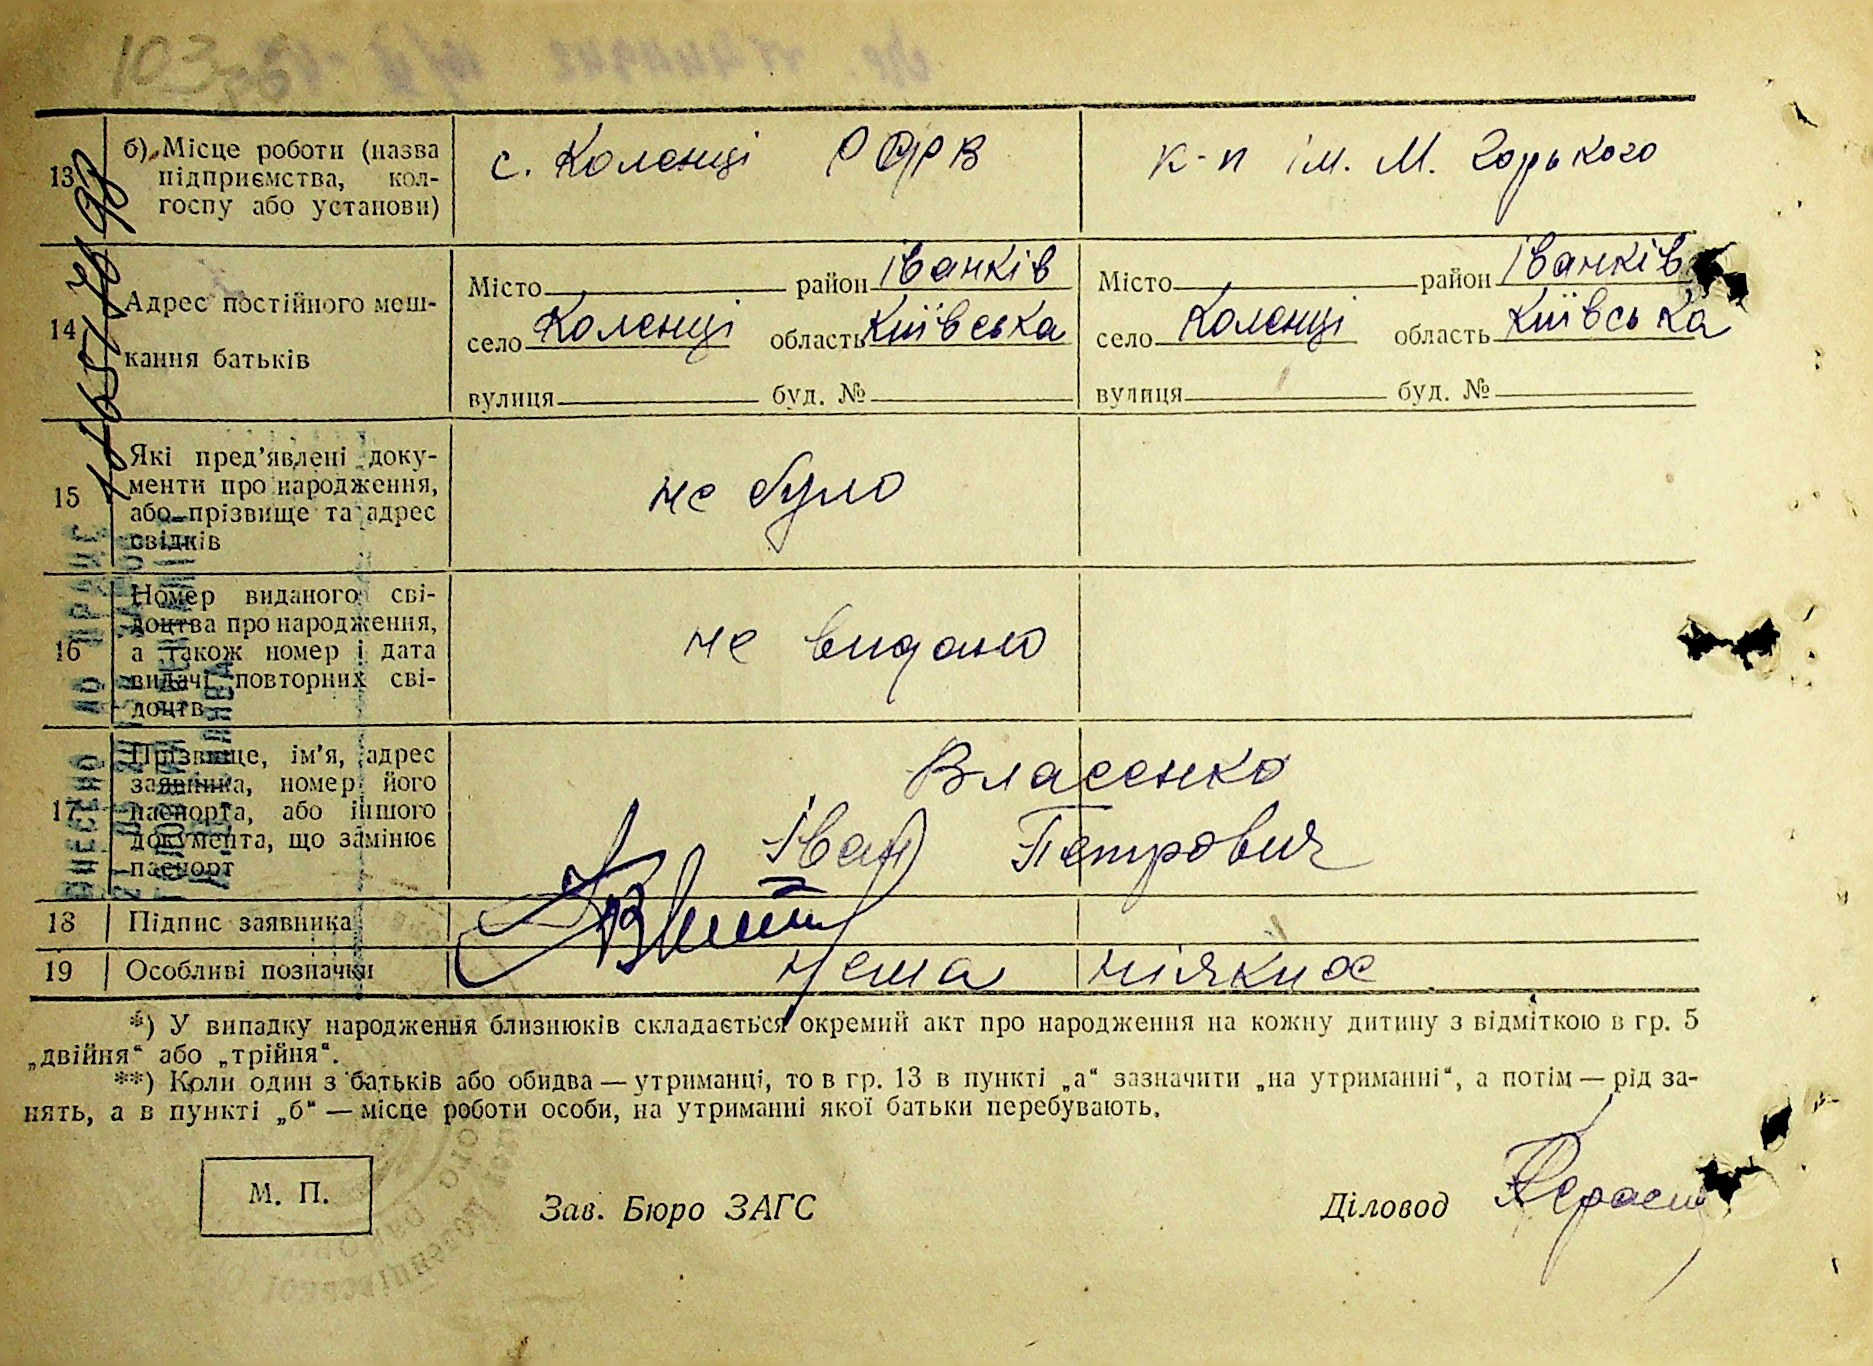 103
13 б) Місце роботи (назва підприємства, колгоспу або установи)
с. Коленці
к-п ім. М. Горького
14 Адрес постійного мешкання батьків
Місто район Іванків
село Коленці область Київська
вулиця буд. №
Місто район Іванків
село Коленці область Київська
вулиця буд. №
15 Які пред'явлені документи про народження, або прізвище та адрес свідків
не було
16 Номер виданого свідоцтва про народження, а також номер і дата видачі повторних свідоцтв
не видано
17 Прізвище, ім'я, адрес заявника, номер його паспорта, або іншого документа, що замінює паспорт
Власенко
Іван Петрович
18 Підпис заявника
19 Особливі позначки
нема ніякиос
*) У випадку народження близнюків складається окремий акт про народження на кожну дитину з відміткою в гр. 5
„двійня“ або „трійня“.
**) Коли один з батьків або обидва — утриманці, то в гр. 13 в пункті „а“ зазначити „на утриманні“, а потім — рід за-
нять, а в пункті „б“ — місце роботи особи, на утриманні якої батьки перебувають.
М. П.
Зав. Бюро ЗАГС
Діловод